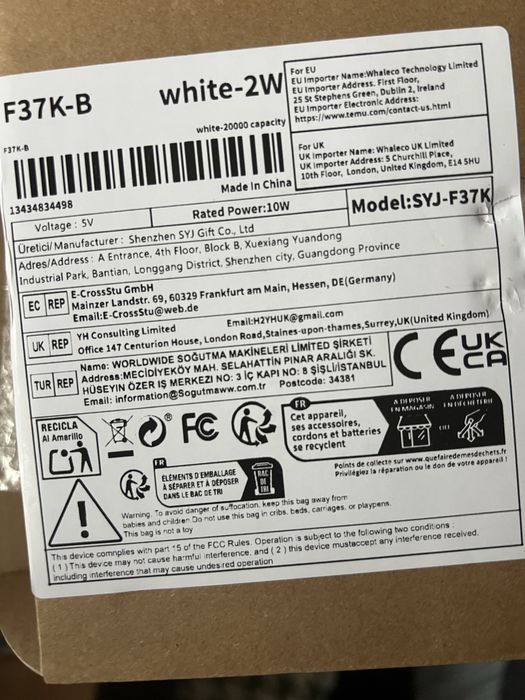 F37K-B
white-2W
F37K-B
white-20000 capacity
13434834498
Made In China
For EU
EU Importer Name:Whaleco Technology Limited
EU Importer Address. First Floor,
25 St Stephens Green, Dublin 2, Ireland
EU Importer Electronic Address:
https://www.temu.com/contact-us.html
For UK
UK Importer Name: Whaleco UK Limited
UK Importer Address: 5 Churchill Place,
10th Floor, London, United Kingdom, E14 5HU
Voltage : 5V
Rated Power:10W
Model:SYJ-F37K
Üretici/Manufacturer : Shenzhen SYJ Gift Co., Ltd
Adres/Address : A Entrance, 4th Floor, Block B, Xuexiang Yuandong
Industrial Park, Bantian, Longgang District, Shenzhen city, Guangdong Province
EC REP
E-CrossStu GmbH
Mainzer Landstr. 69, 60329 Frankfurt am Main, Hessen, DE(Germany)
Email:E-CrossStu@web.de
UK REP
YH Consulting Limited Email:H2YHUK@gmail.com
Office 147 Centurion House, London Road,Staines-upon-thames,Surrey,UK(United Kingdom)
TUR REP
Name: WORLDWIDE SOĞUTMA MAKİNELERİ LİMİTED ŞİRKETİ
Address:MECİDİYEKÖY MAH. SELAHATTIN PINAR ARALIĞI SK.
HÜSEYIN ÖZER İŞ MERKEZI NO: 3 İÇ KAPI NO: 8 ŞİŞLİ/İSTANBUL
Email: information@Sogutmaww.com.tr Postcode: 34381
CE
UK
CA
RECICLA
Al Amarillo
®
FC
FR
Cet appareil,
ses accessoires,
cordons et batteries
se recyclent
À DÉPOSER
EN MAGASIN
OU
À DÉPOSER
EN DÉCHÈTERIE
Points de collecte sur www.quefairedemesdechets.fr
Privilégiez la réparation ou le don de votre appareil !
FR
ÉLÉMENTS D'EMBALLAGE
À SÉPARER ET À DÉPOSER
DANS LE BAC DE TRI
BAC
DE
TRI
Warning. To avoid danger of suffocation, keep this bag away from
babies and children. Do not use this bag in cribs, beds, carriages, or playpens.
This bag is not a toy
This device comnplies with part 15 of the FCC Rules. Operation is subject to the following two conditions :
( 1 ) This device may not cause harmful interference, and ( 2 ) this device mustaccept any interference received.
including interference that may cause undesired operation